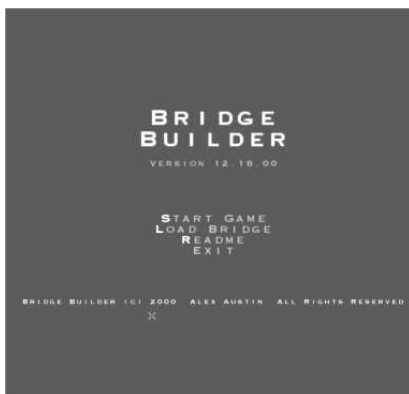 BRIDGE
BUILDER
VERSION 12.18.00
START GAME
LOAD BRIDGE
README
EXIT
BRIDGE BUILDER (C) 2000 ALEX AUSTIN ALL RIGHTS RESERVED